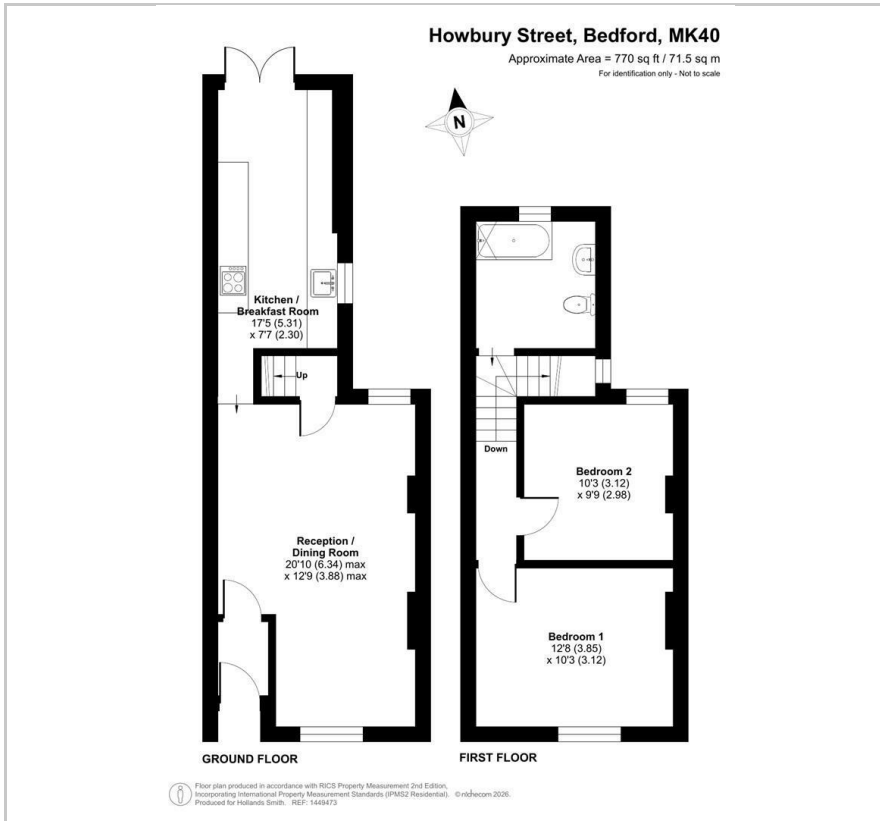 Howbury Street, Bedford, MK40
Approximate Area = 770 sq ft / 71.5 sq m
For identification only - Not to scale
N
Kitchen /
Breakfast Room
17'5 (5.31)
x 7'7 (2.30)
Up
Reception /
Dining Room
20'10 (6.34) max
x 12'9 (3.88) max
GROUND FLOOR
Down
Bedroom 2
10'3 (3.12)
x 9'9 (2.98)
Bedroom 1
12'8 (3.85)
x 10'3 (3.12)
FIRST FLOOR
Floor plan produced in accordance with RICS Property Measurement 2nd Edition,
Incorporating International Property Measurement Standards (IPMS2 Residential). © nichecom 2026.
Produced for Hollands Smith. REF: 1449473